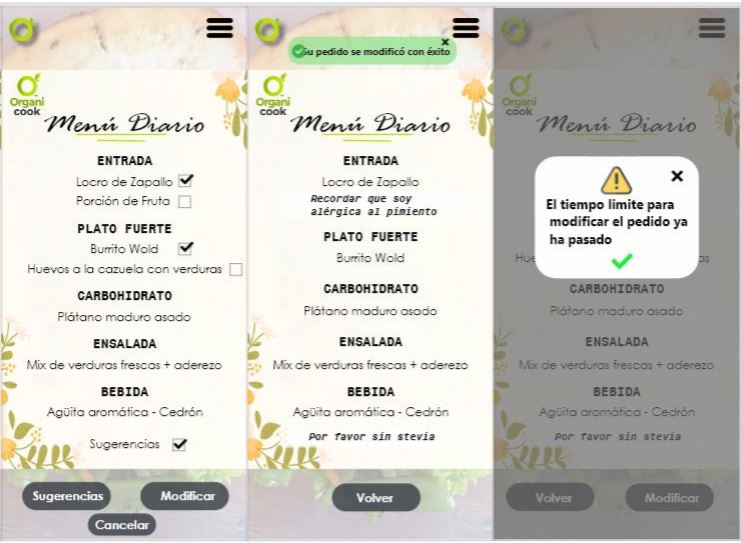 Organi
cook
Menú Diario
ENTRADA
Locro de Zapallo
Porción de Fruta
PLATO FUERTE
Burrito Wold
Huevos a la cazuela con verduras
CARBOHIDRATO
Plátano maduro asado
ENSALADA
Mix de verduras frescas + aderezo
BEBIDA
Agüita aromática - Cedrón
Sugerencias
Sugerencias
Modificar
Cancelar
Su pedido se modificó con éxito
Organi
cook
Menú Diario
ENTRADA
Locro de Zapallo
Recordar que soy
alérgica al pimiento
PLATO FUERTE
Burrito Wold
CARBOHIDRATO
Plátano maduro asado
ENSALADA
Mix de verduras frescas + aderezo
BEBIDA
Agüita aromática - Cedrón
Por favor sin stevia
Volver
Organi
cook
Menú Diario
El tiempo limite para
modificar el pedido ya
ha pasado
CARBOHIDRATO
Plátano maduro asado
ENSALADA
Mix de verduras frescas + aderezo
BEBIDA
Agüita aromática - Cedrón
Por favor sin stevia
Volver
Modificar